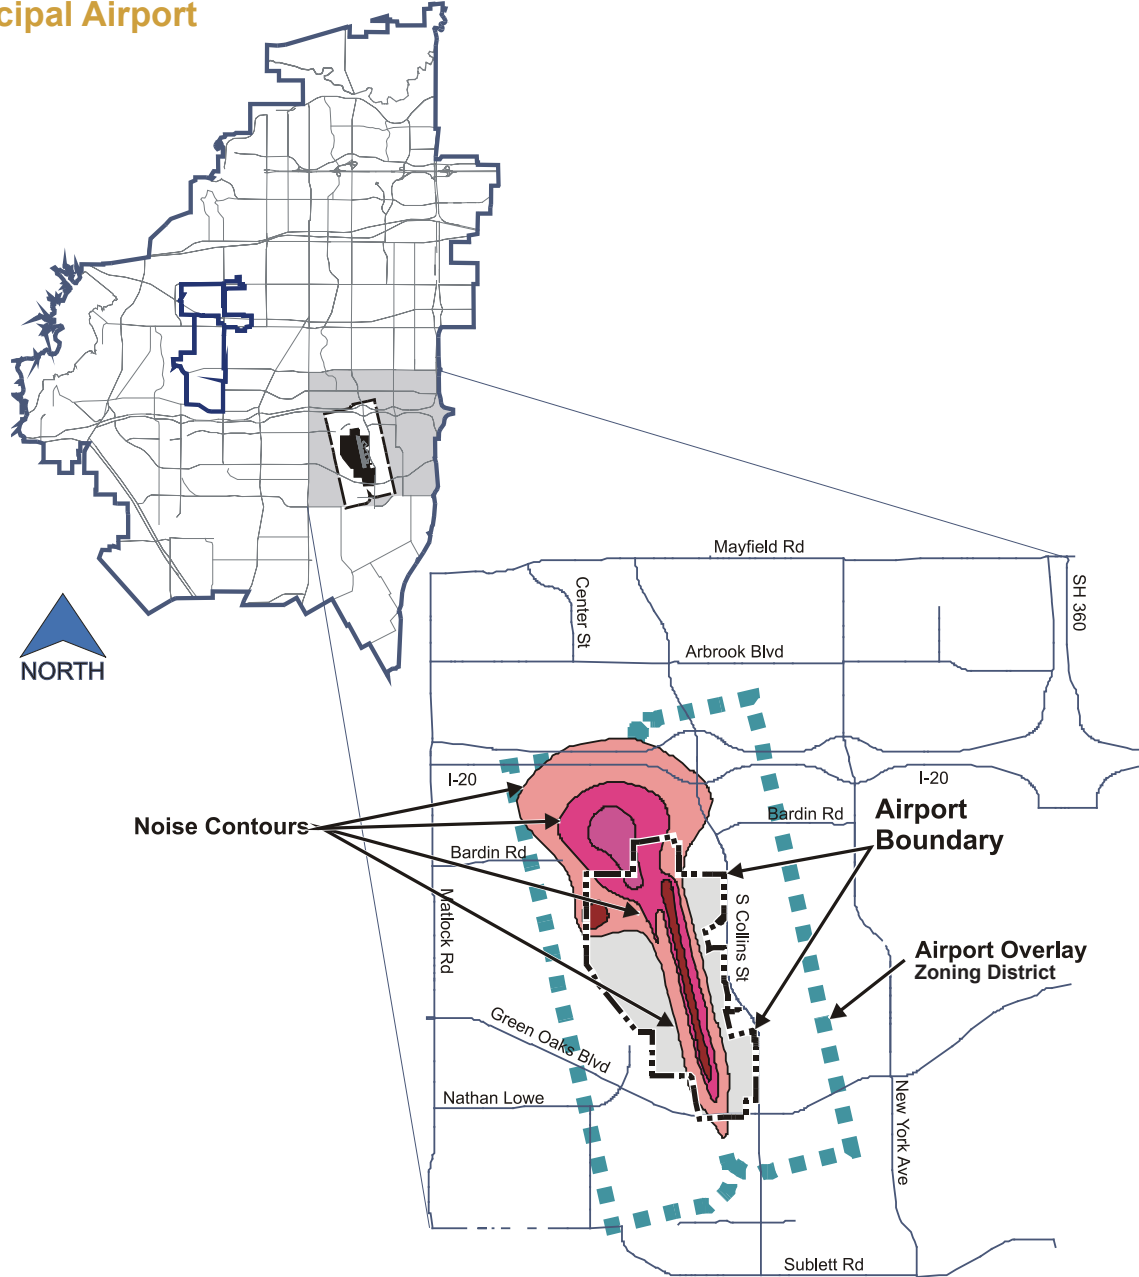 cipal Airport
NORTH
Mayfield Rd
Center St
SH 360
Arbrook Blvd
I-20
I-20
Noise Contours
Bardin Rd
Airport
Boundary
Bardin Rd
Matlock Rd
S Collins St
Airport Overlay
Zoning District
Green Oaks Blvd
Nathan Lowe
New York Ave
Sublett Rd